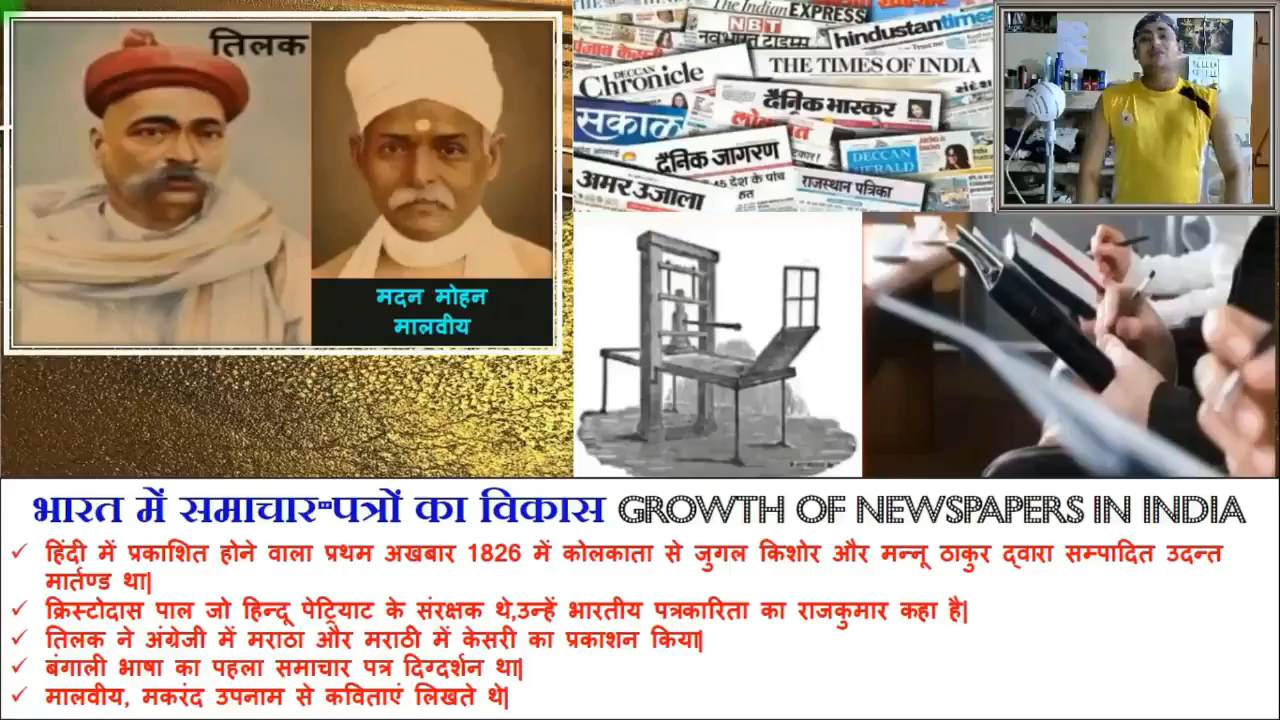 तिलक
मदन मोहन
मालवीय
The Indian EXPRESS
NBT
नवभारत टाइम्स
hindustantimes
पंजाब केसरी
DECCAN
Chronicle
THE TIMES OF INDIA
सकाळ
दैनिक भास्कर
दैनिक जागरण
45 देश के पांच
DECCAN
HERALD
अमर उजाला
राजस्थान पत्रिका
भारत में समाचार-पत्रों का विकास GROWTH OF NEWSPAPERS IN INDIA
✓ हिंदी में प्रकाशित होने वाला प्रथम अखबार 1826 में कोलकाता से जुगल किशोर और मन्नू ठाकुर द्वारा सम्पादित उदन्त
मार्तण्ड था|
✓ क्रिस्टोदास पाल जो हिन्दू पेट्रियाट के संरक्षक थे,उन्हें भारतीय पत्रकारिता का राजकुमार कहा है|
✓ तिलक ने अंग्रेजी में मराठा और मराठी में केसरी का प्रकाशन किया|
✓ बंगाली भाषा का पहला समाचार पत्र दिग्दर्शन था|
✓ मालवीय, मकरंद उपनाम से कविताएं लिखते थे|